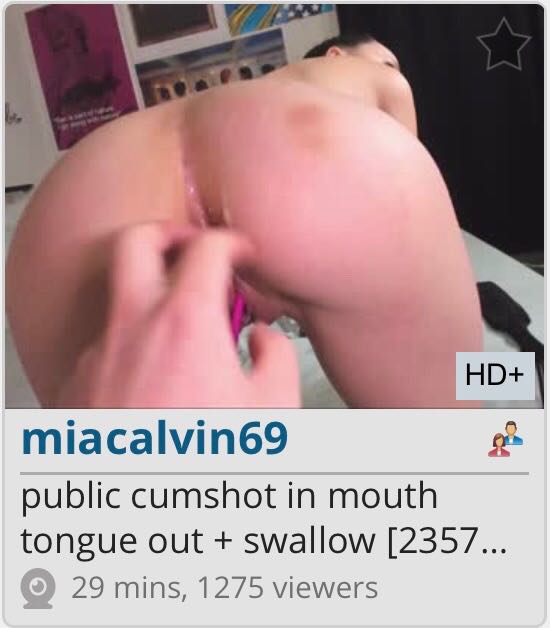 HD+
miacalvin69
public cumshot in mouth
tongue out + swallow [2357...
29 mins, 1275 viewers